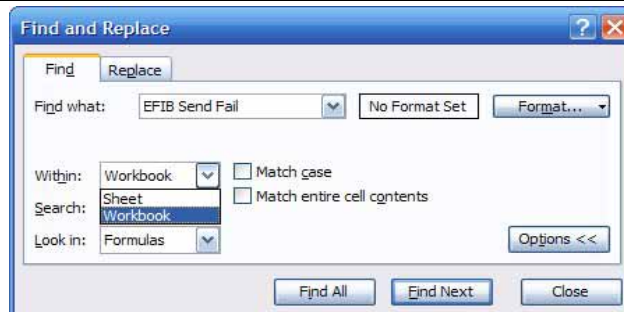 Find and Replace
Find Replace
Find what: EFIB Send Fail No Format Set Format...
Within: Workbook Match case
Sheet Match entire cell contents
Search: Workbook
Look in: Formulas Options <<
Find All Find Next Close